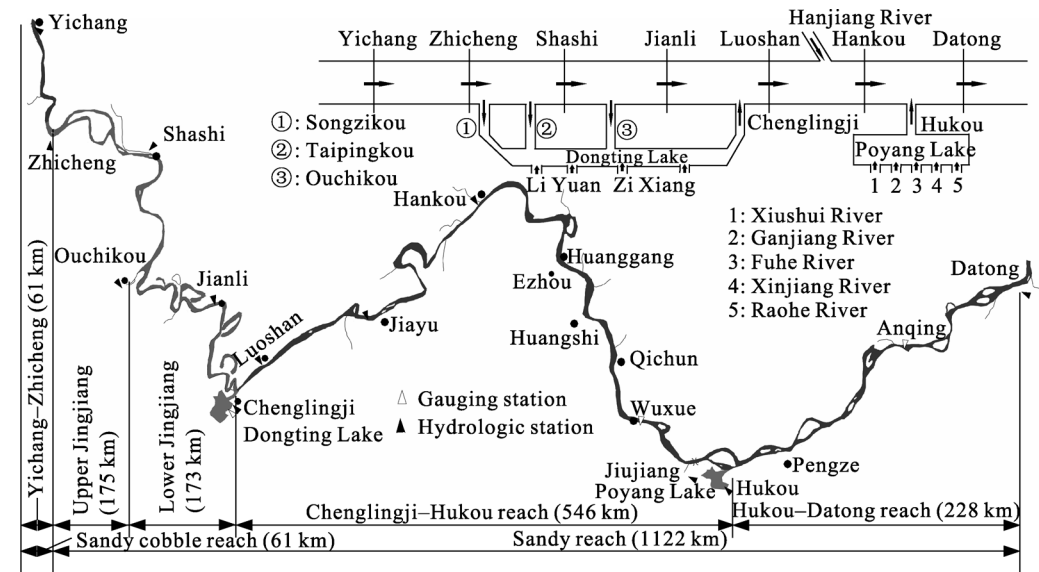 Yichang
Hanjiang River
Yichang Zhicheng Shashi Jianli Luoshan Hankou Datong
①: Songzikou
②: Taipingkou
③: Ouchikou
① ② ③
Chenglingji
Hukou
Dongting Lake
Poyang Lake
Li Yuan Zi Xiang
1 2 3 4 5
1: Xiushui River
2: Ganjiang River
3: Fuhe River
4: Xinjiang River
5: Raohe River
Shashi
Zhicheng
Hankou
Ouchikou
Jianli
Luoshan
Jiayu
Huanggang
Ezhou
Huangshi
Qichun
Wuxue
Datong
Anqing
Chenglingji
Dongting Lake
Gauging station
Hydrologic station
Jiujiang
Poyang Lake
Hukou
Pengze
Yichang–Zhicheng (61 km)
Upper Jingjiang
(175 km)
Lower Jingjiang
(173 km)
Chenglingji–Hukou reach (546 km)
Hukou–Datong reach (228 km)
Sandy cobble reach (61 km)
Sandy reach (1122 km)